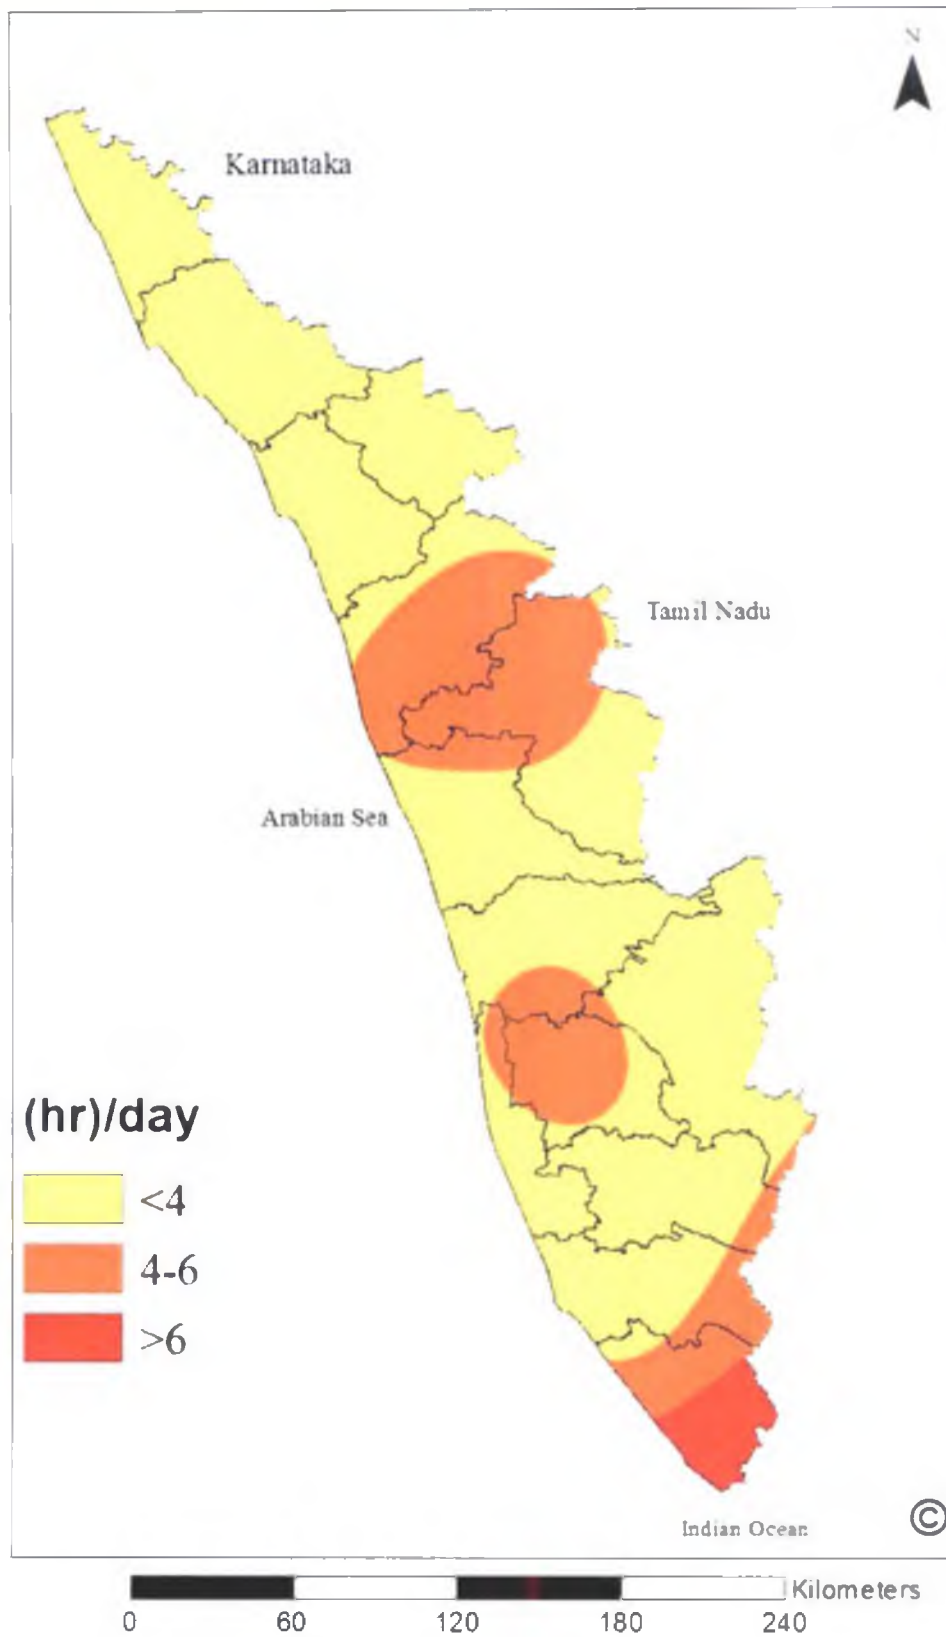 N
Karnataka
Tamil Nadu
Arabian Sea
(hr)/day
<4
4-6
>6
Indian Ocean
©
Kilometers
0 60 120 180 240